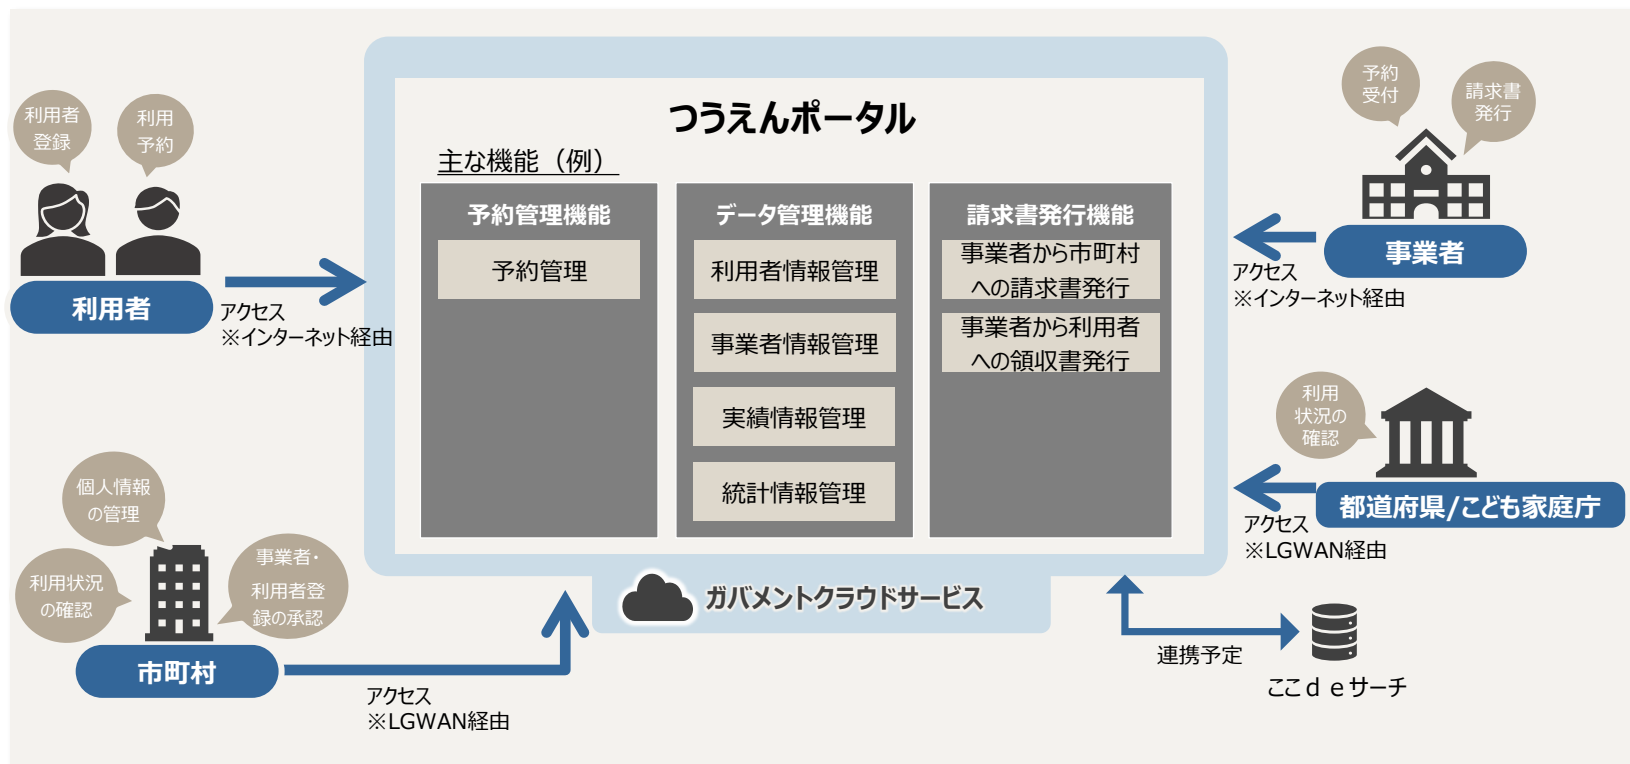 つうえんポータル
主な機能（例）
予約管理機能
予約管理
データ管理機能
利用者情報管理
事業者情報管理
実績情報管理
統計情報管理
請求書発行機能
事業者から市町村
への請求書発行
事業者から利用者
への領収書発行
ガバメントクラウドサービス
利用者
登録
利用
予約
利用者
アクセス
※インターネット経由
個人情報
の管理
利用状況
の確認
事業者・
利用者登
録の承認
市町村
アクセス
※LGWAN経由
予約
受付
請求書
発行
事業者
アクセス
※インターネット経由
利用
状況の
確認
都道府県/こども家庭庁
アクセス
※LGWAN経由
連携予定
ここｄｅサーチ